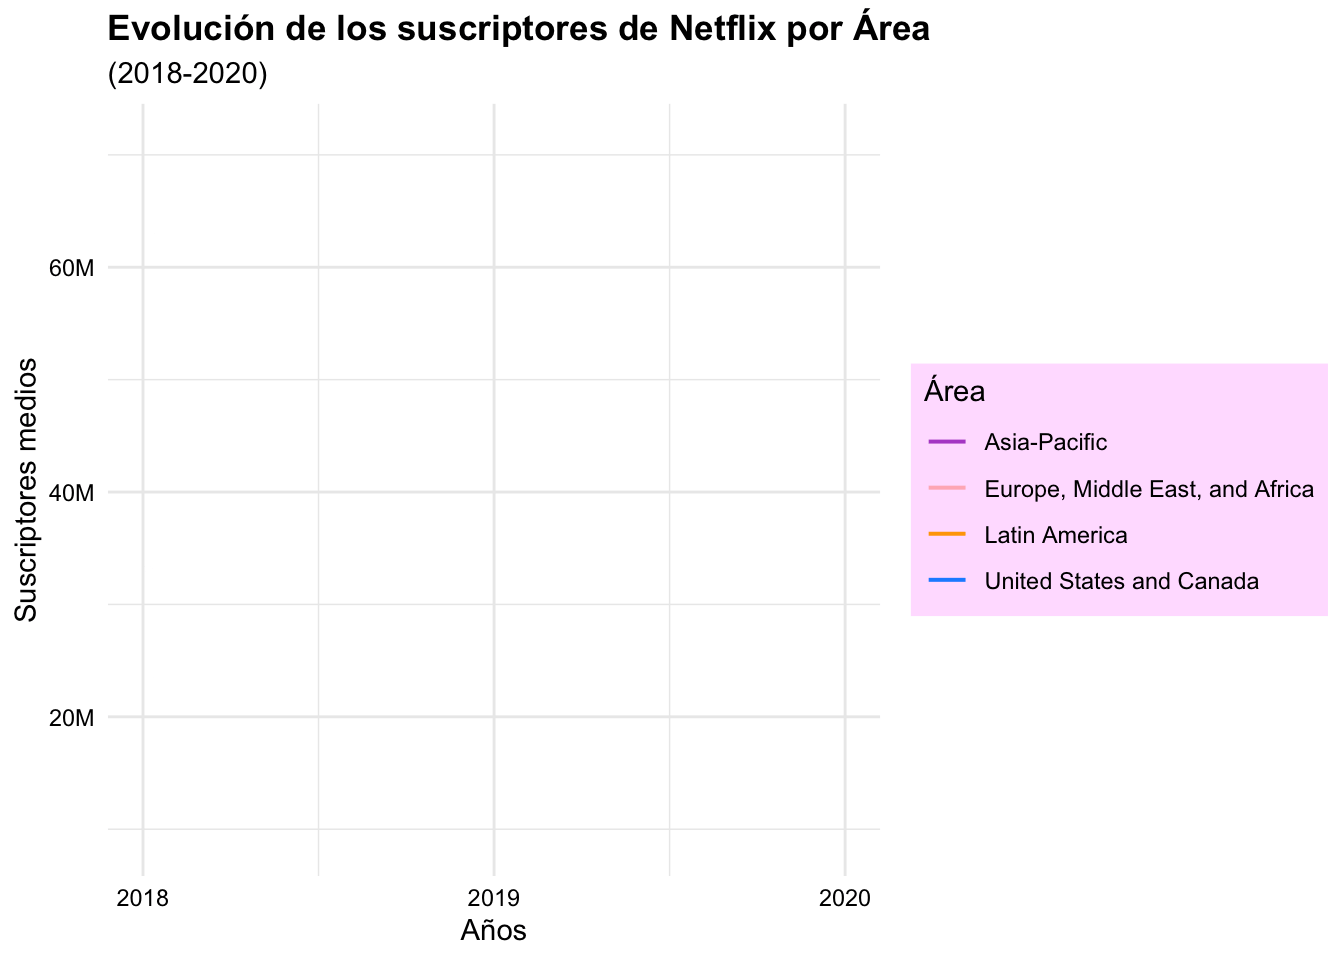 Evolución de los suscriptores de Netflix por Área
(2018-2020)
Suscriptores medios
60M
40M
20M
2018
2019
2020
Años
Área
Asia-Pacific
Europe, Middle East, and Africa
Latin America
United States and Canada